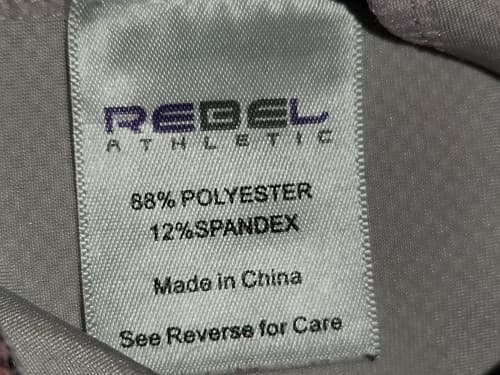 REBEL
ATHLETIC
88% POLYESTER
12%SPANDEX
Made in China
See Reverse for Care